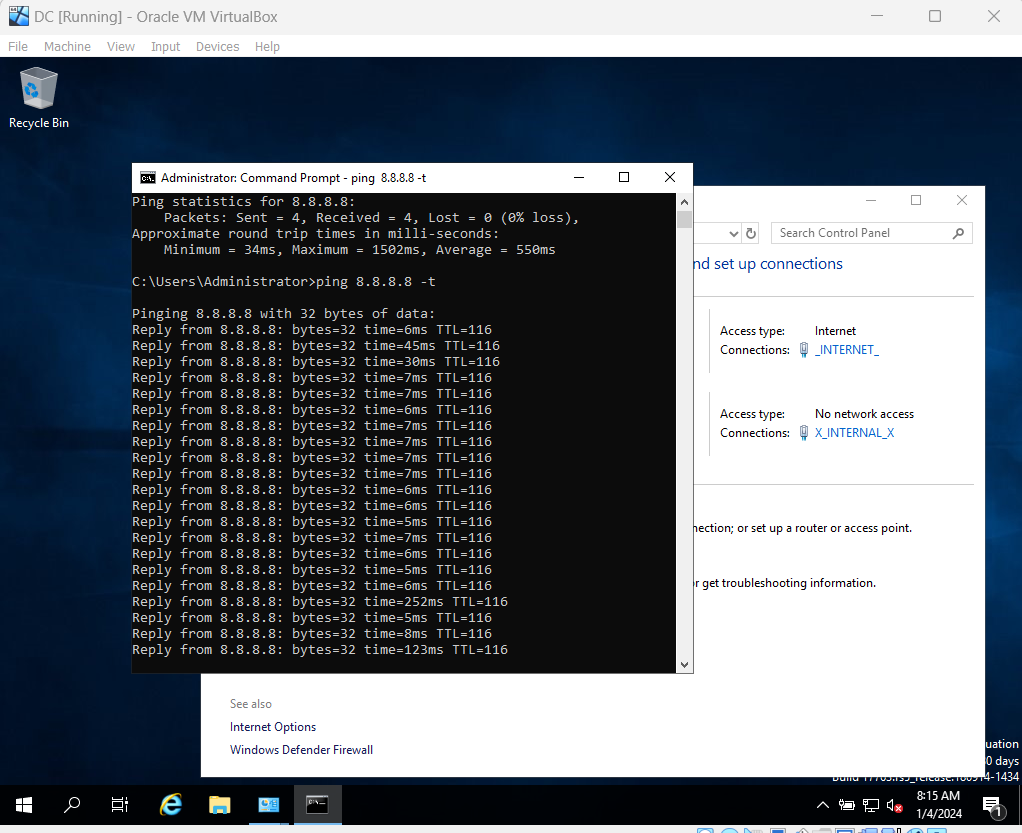 DC [Running] - Oracle VM VirtualBox
File Machine View Input Devices Help
Recycle Bin
Administrator: Command Prompt - ping 8.8.8.8 -t
Ping statistics for 8.8.8.8:
Packets: Sent = 4, Received = 4, Lost = 0 (0% loss),
Approximate round trip times in milli-seconds:
Minimum = 34ms, Maximum = 1502ms, Average = 550ms
C:\Users\Administrator>ping 8.8.8.8 -t
Pinging 8.8.8.8 with 32 bytes of data:
Reply from 8.8.8.8: bytes=32 time=6ms TTL=116
Reply from 8.8.8.8: bytes=32 time=45ms TTL=116
Reply from 8.8.8.8: bytes=32 time=30ms TTL=116
Reply from 8.8.8.8: bytes=32 time=7ms TTL=116
Reply from 8.8.8.8: bytes=32 time=7ms TTL=116
Reply from 8.8.8.8: bytes=32 time=6ms TTL=116
Reply from 8.8.8.8: bytes=32 time=7ms TTL=116
Reply from 8.8.8.8: bytes=32 time=7ms TTL=116
Reply from 8.8.8.8: bytes=32 time=7ms TTL=116
Reply from 8.8.8.8: bytes=32 time=7ms TTL=116
Reply from 8.8.8.8: bytes=32 time=6ms TTL=116
Reply from 8.8.8.8: bytes=32 time=6ms TTL=116
Reply from 8.8.8.8: bytes=32 time=5ms TTL=116
Reply from 8.8.8.8: bytes=32 time=7ms TTL=116
Reply from 8.8.8.8: bytes=32 time=6ms TTL=116
Reply from 8.8.8.8: bytes=32 time=5ms TTL=116
Reply from 8.8.8.8: bytes=32 time=6ms TTL=116
Reply from 8.8.8.8: bytes=32 time=252ms TTL=116
Reply from 8.8.8.8: bytes=32 time=5ms TTL=116
Reply from 8.8.8.8: bytes=32 time=8ms TTL=116
Reply from 8.8.8.8: bytes=32 time=123ms TTL=116
Search Control Panel
nd set up connections
Access type: Internet
Connections: _INTERNET_
Access type: No network access
Connections: X_INTERNAL_X
nection; or set up a router or access point.
r get troubleshooting information.
See also
Internet Options
Windows Defender Firewall
uation
0 days
Build 17763.rs5_release.180914-1434
8:15 AM
1/4/2024
1